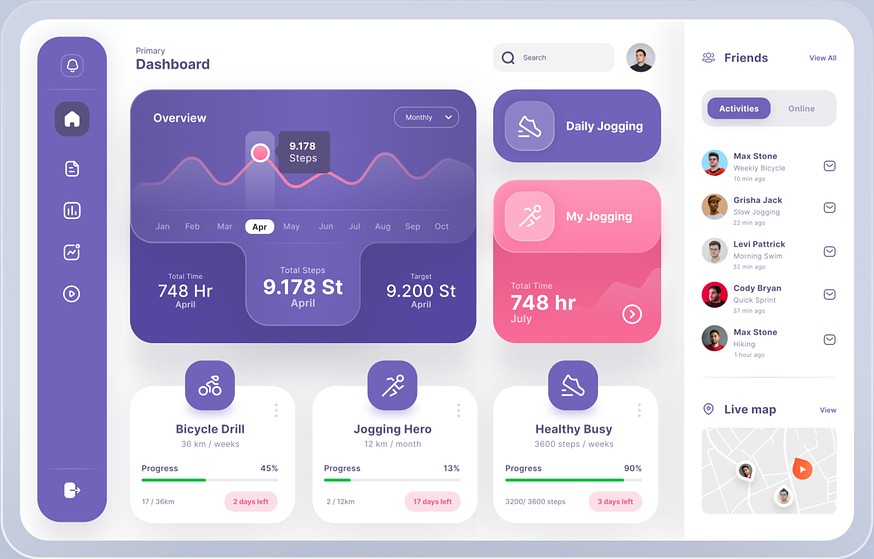 Primary
Dashboard
Search
Overview
Monthly
9.178
Steps
Jan Feb Mar Apr May Jun Jul Aug Sep Oct
Total Time
748 Hr
April
Total Steps
9.178 St
April
Target
9.200 St
April
Daily Jogging
My Jogging
Total Time
748 hr
July
Bicycle Drill
36 km / weeks
Progress 45%
17 / 36km 2 days left
Jogging Hero
12 km / month
Progress 13%
2 / 12km 17 days left
Healthy Busy
3600 steps / weeks
Progress 90%
3200/ 3600 steps 3 days left
Friends View All
Activities Online
Max Stone
Weekly Bicycle
10 min ago
Grisha Jack
Slow Jogging
22 min ago
Levi Pattrick
Morning Swim
32 min ago
Cody Bryan
Quick Sprint
37 min ago
Max Stone
Hiking
1 hour ago
Live map View